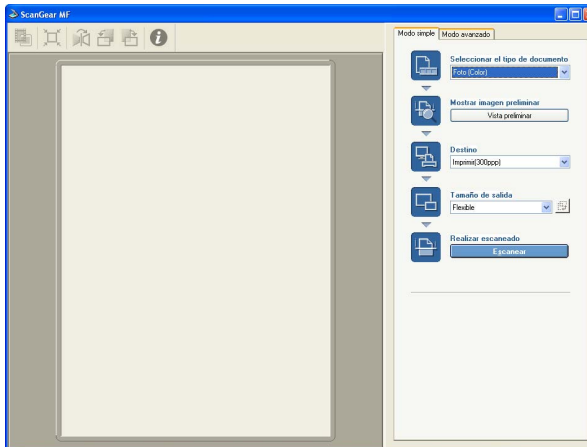 ScanGear MF
Modo simple
Modo avanzado
Seleccionar el tipo de documento
Foto (Color)
Mostrar imagen preliminar
Vista preliminar
Destino
Imprimir(300ppp)
Tamaño de salida
Flexible
Realizar escaneado
Escanear